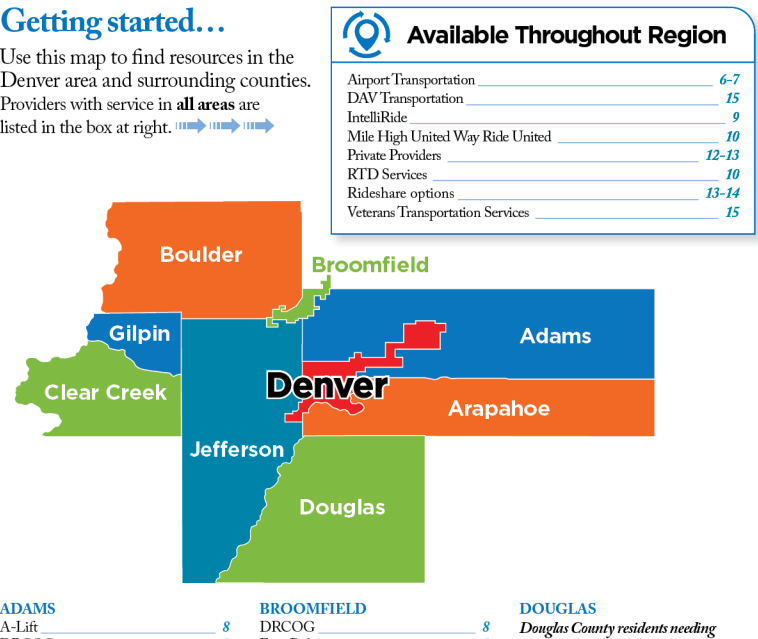 Getting started…
Use this map to find resources in the
Denver area and surrounding counties.
Providers with service in all areas are
listed in the box at right.
Available Throughout Region
Airport Transportation 6–7
DAV Transportation 15
IntelliRide 9
Mile High United Way Ride United 10
Private Providers 12–13
RTD Services 10
Rideshare options 13–14
Veterans Transportation Services 15
Boulder
Broomfield
Gilpin
Adams
Clear Creek
Denver
Arapahoe
Jefferson
Douglas
ADAMS
A-Lift 8
BROOMFIELD
DRCOG 8
DOUGLAS
Douglas County residents needing